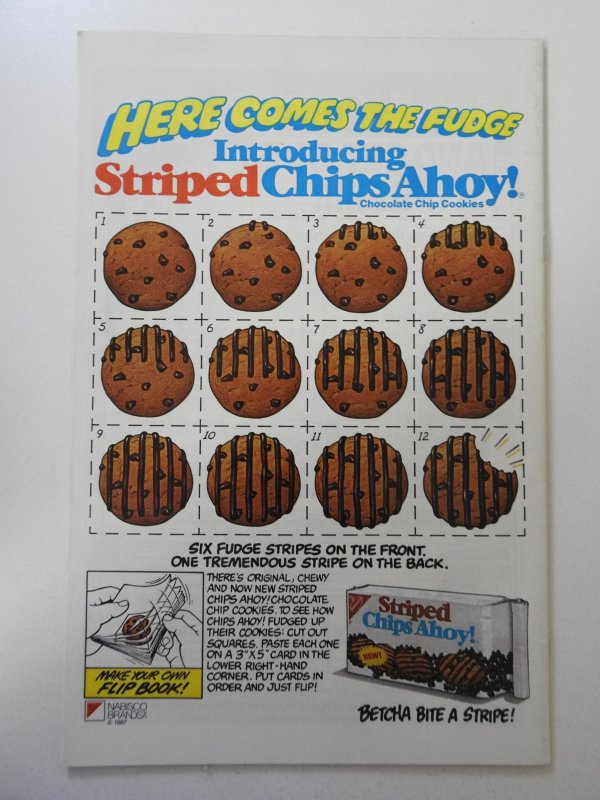 HERE COMES THE FUDGE
Introducing
Striped Chips Ahoy!®
Chocolate Chip Cookies
1
2
3
4
5
6
7
8
9
10
11
12
SIX FUDGE STRIPES ON THE FRONT.
ONE TREMENDOUS STRIPE ON THE BACK.
THERE'S ORIGINAL, CHEWY
AND NOW NEW STRIPED
CHIPS AHOY! CHOCOLATE
CHIP COOKIES. TO SEE HOW
CHIPS AHOY! FUDGED UP
THEIR COOKIES: CUT OUT
SQUARES. PASTE EACH ONE
ON A 3"X5" CARD IN THE
LOWER RIGHT-HAND
CORNER. PUT CARDS IN
ORDER AND JUST FLIP!
MAKE YOUR OWN
FLIP BOOK!
NABISCO
BRANDS
© 1987
Striped
Chips Ahoy!
NEW!
BETCHA BITE A STRIPE!